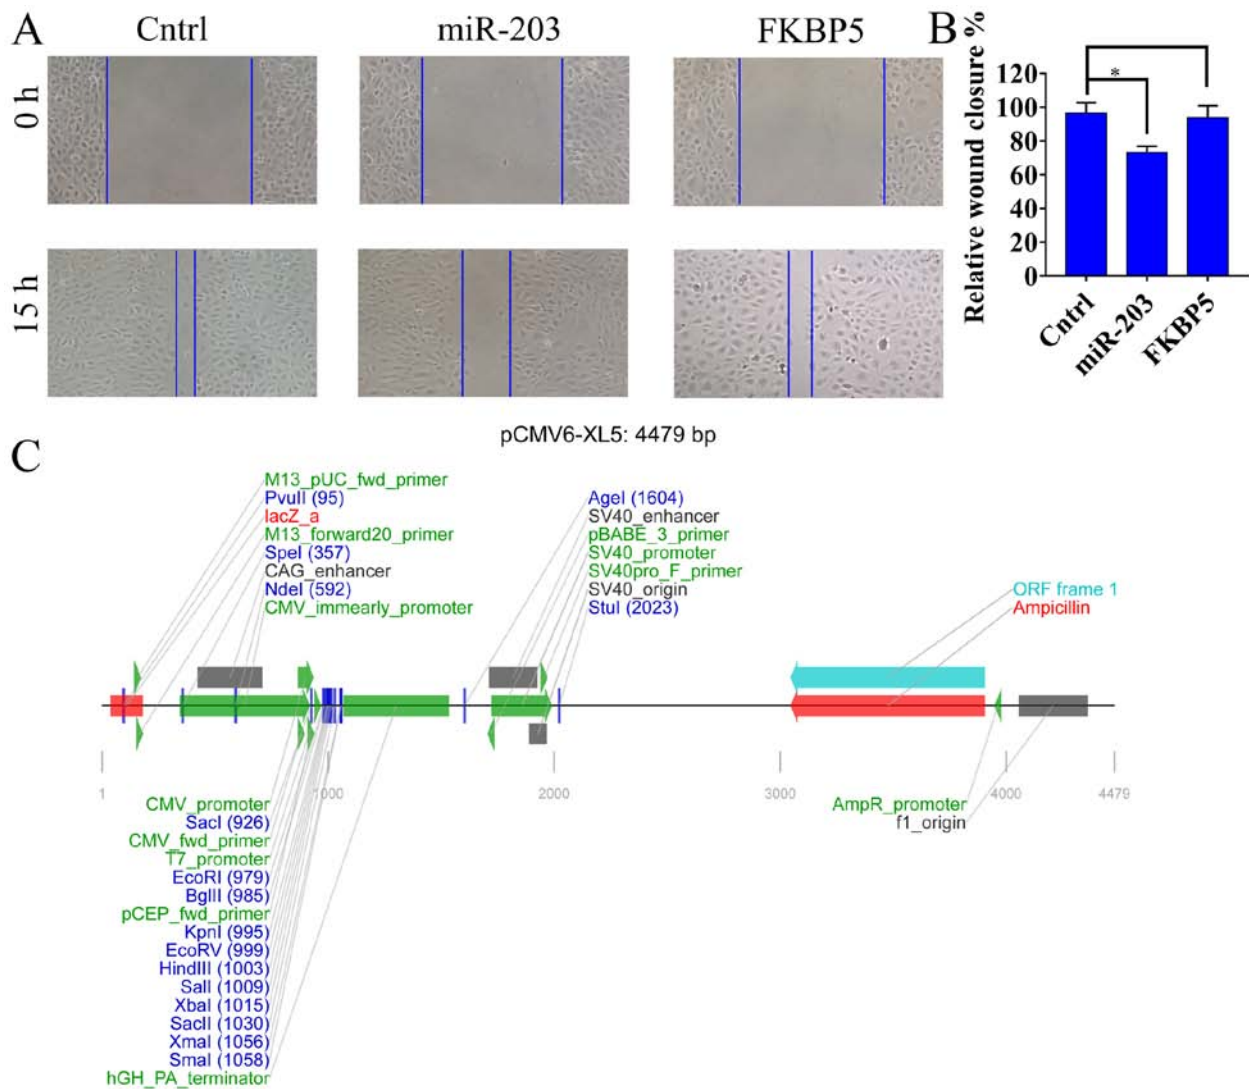 A
Cntrl
miR-203
FKBP5
0 h
15 h
B
Relative wound closure %
120
100
80
60
40
20
0
*
Cntrl
miR-203
FKBP5
C
pCMV6-XL5: 4479 bp
M13_pUC_fwd_primer
PvuII (95)
lacZ_a
M13_forward20_primer
SpeI (357)
CAG_enhancer
NdeI (592)
CMV_immearly_promoter
AgeI (1604)
SV40_enhancer
pBABE_3_primer
SV40_promoter
SV40pro_F_primer
SV40_origin
StuI (2023)
ORF frame 1
Ampicillin
1
1000
2000
3000
4000
4479
CMV_promoter
SacI (926)
CMV_fwd_primer
T7_promoter
EcoRI (979)
BglII (985)
pCEP_fwd_primer
KpnI (995)
EcoRV (999)
HindIII (1003)
SalI (1009)
XbaI (1015)
SacII (1030)
XmaI (1056)
SmaI (1058)
hGH_PA_terminator
AmpR_promoter
f1_origin